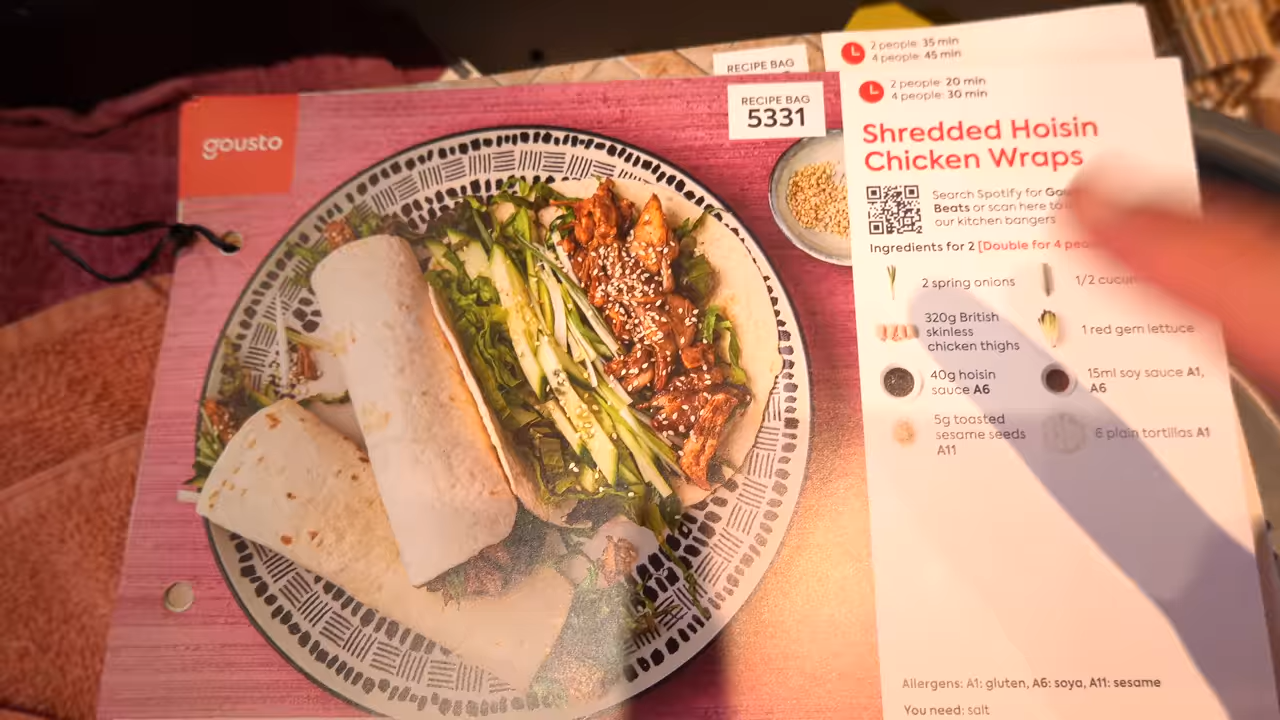 2 people: 35 min
4 people: 45 min
RECIPE BAG
gousto
RECIPE BAG
5331
2 people: 20 min
4 people: 30 min
Shredded Hoisin
Chicken Wraps
Search Spotify for
Beats or scan here to
our kitchen bangers
Ingredients for 2 [Double for 4
2 spring onions
1/2
320g British
skinless
chicken thighs
1 red gem lettuce
40g hoisin
sauce A6
15ml soy sauce A1,
A6
5g toasted
sesame seeds
A11
6 plain tortillas A1
Allergens: A1: gluten, A6: soya, A11: sesame
You need: salt